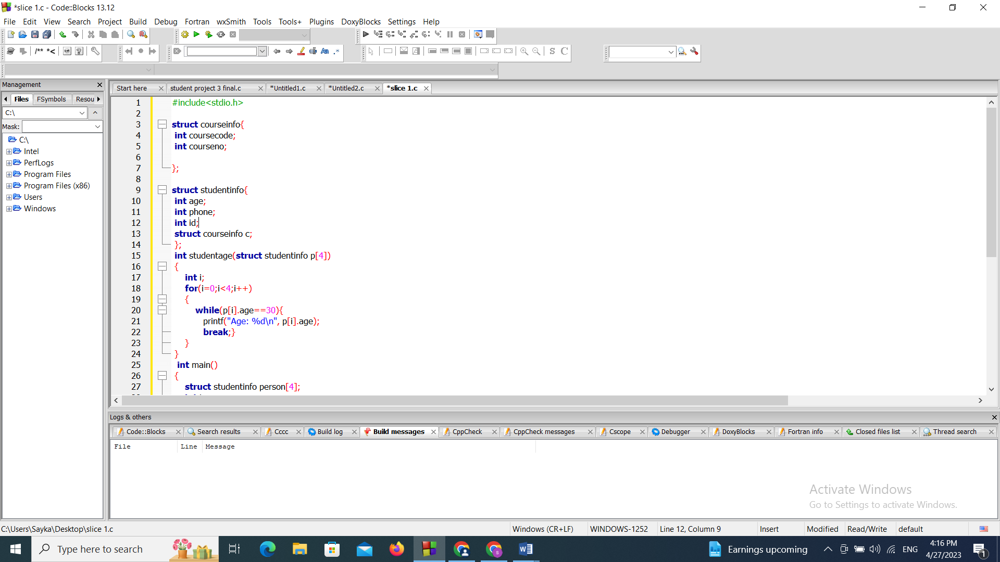 *slice 1.c - Code::Blocks 13.12
File Edit View Search Project Build Debug Fortran wxSmith Tools Tools+ Plugins DoxyBlocks Settings Help
/** *<
S C
Management
Files FSymbols Resou
C:\
Mask:
C:\
Intel
PerfLogs
Program Files
Program Files (x86)
Users
Windows
Start here student project 3 final.c *Untitled1.c *Untitled2.c *slice 1.c
1 #include<stdio.h>
2
3 struct courseinfo{
4 int coursecode;
5 int courseno;
6
7 };
8
9 struct studentinfo{
10 int age;
11 int phone;
12 int id;
13 struct courseinfo c;
14 };
15 int studentage(struct studentinfo p[4])
16 {
17 int i;
18 for(i=0;i<4;i++)
19 {
20 while(p[i].age==30){
21 printf("Age: %d\n", p[i].age);
22 break;}
23 }
24 }
25 int main()
26 {
27 struct studentinfo person[4];
Logs & others
Code::Blocks Search results Cccc Build log Build messages CppCheck CppCheck messages Cscope Debugger DoxyBlocks Fortran info Closed files list Thread search
File Line Message
Activate Windows
Go to Settings to activate Windows.
C:\Users\Sayka\Desktop\slice 1.c Windows (CR+LF) WINDOWS-1252 Line 12, Column 9 Insert Modified Read/Write default
Type here to search
Earnings upcoming
ENG
4:16 PM
4/27/2023
1